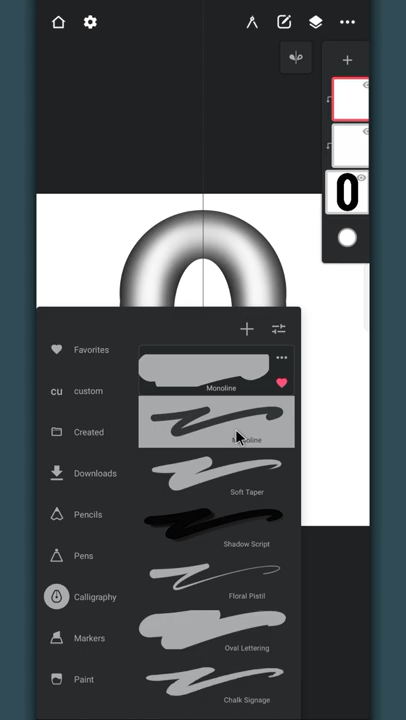 0
Favorites
Monoline
cu custom
Monoline
Created
Downloads
Soft Taper
Pencils
Shadow Script
Pens
Floral Pistil
Calligraphy
Markers
Oval Lettering
Paint
Chalk Signage